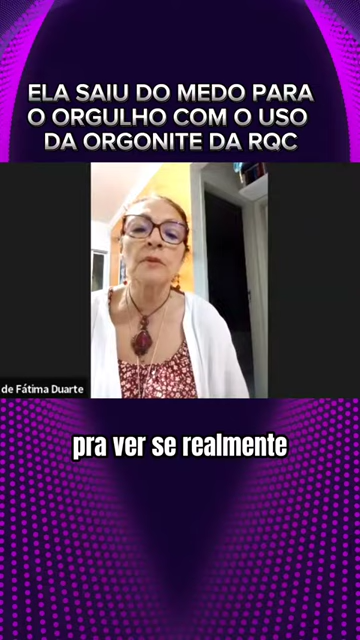 ELA SAIU DO MEDO PARA
O ORGULHO COM O USO
DA ORGONITE DA RQC
de Fátima Duarte
pra ver se realmente